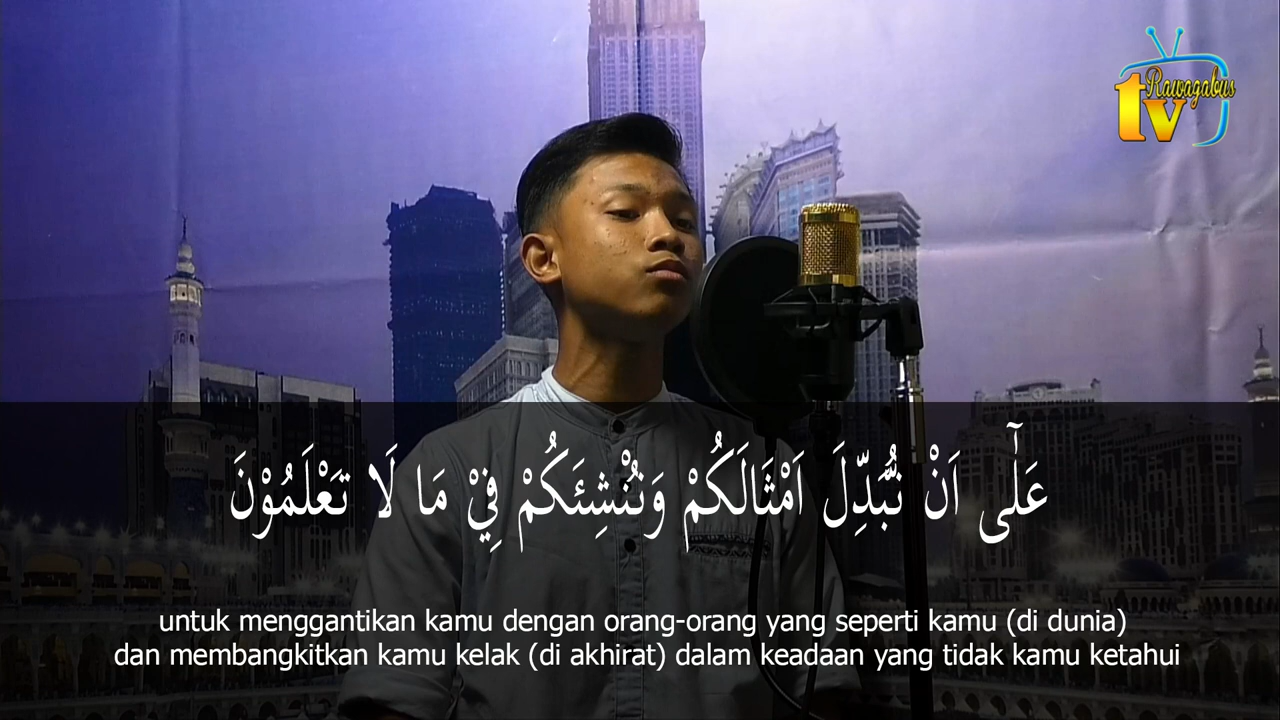 tv Rawagabus
عَلٰٓى اَنْ نُّبَدِّلَ اَمْثَالَكُمْ وَنُنْشِئَكُمْ فِيْ مَا لَا تَعْلَمُوْنَ
untuk menggantikan kamu dengan orang-orang yang seperti kamu (di dunia)
dan membangkitkan kamu kelak (di akhirat) dalam keadaan yang tidak kamu ketahui